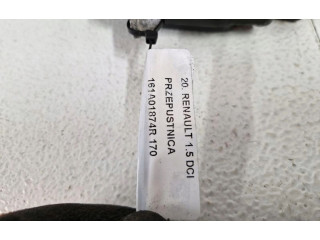 20. RENAULT 1.5 DCI
PRZEPUSTNICA
161A01874R 170